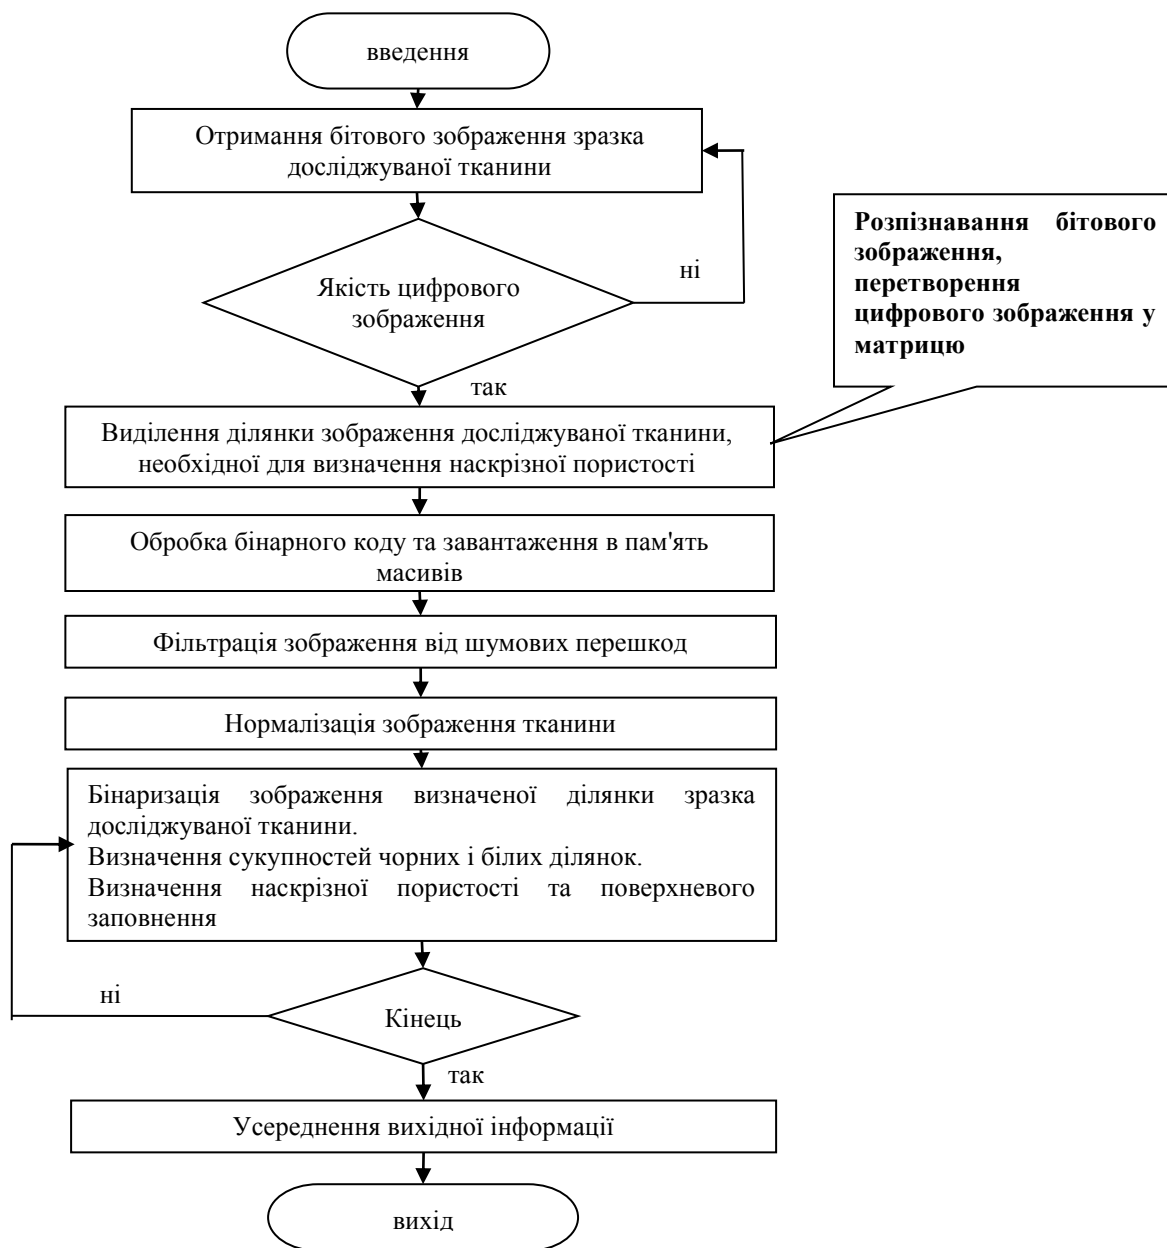 введення
Отримання бітового зображення зразка
досліджуваної тканини
Якість цифрового
зображення
ні
Розпізнавання бітового
зображення,
перетворення
цифрового зображення у
матрицю
так
Виділення ділянки зображення досліджуваної тканини,
необхідної для визначення наскрізної пористості
Обробка бінарного коду та завантаження в пам'ять
масивів
Фільтрація зображення від шумових перешкод
Нормалізація зображення тканини
Бінаризація зображення визначеної ділянки зразка
досліджуваної тканини.
Визначення сукупностей чорних і білих ділянок.
Визначення наскрізної пористості та поверхневого
заповнення
ні
Кінець
так
Усереднення вихідної інформації
вихід